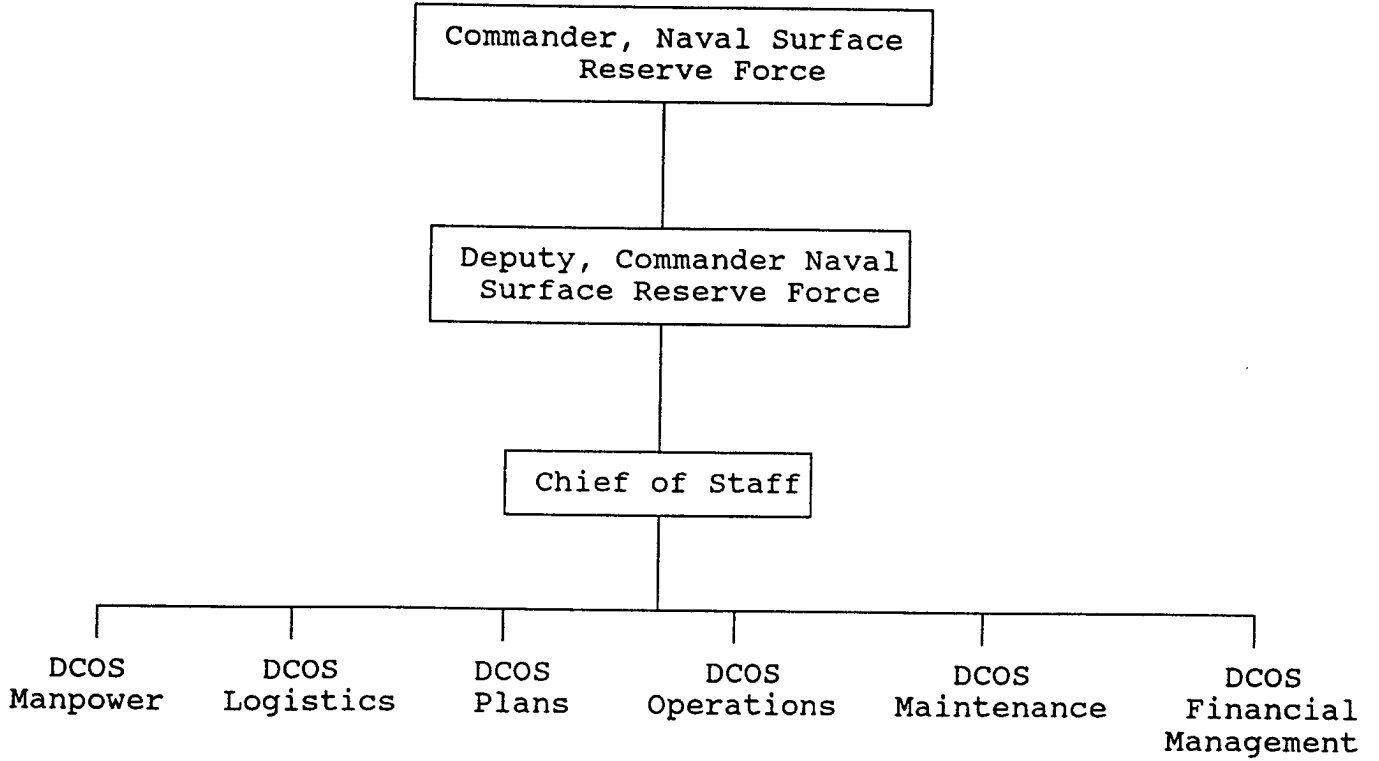 Commander, Naval Surface
Reserve Force
Deputy, Commander Naval
Surface Reserve Force
Chief of Staff
DCOS
Manpower
DCOS
Logistics
DCOS
Plans
DCOS
Operations
DCOS
Maintenance
DCOS
Financial
Management